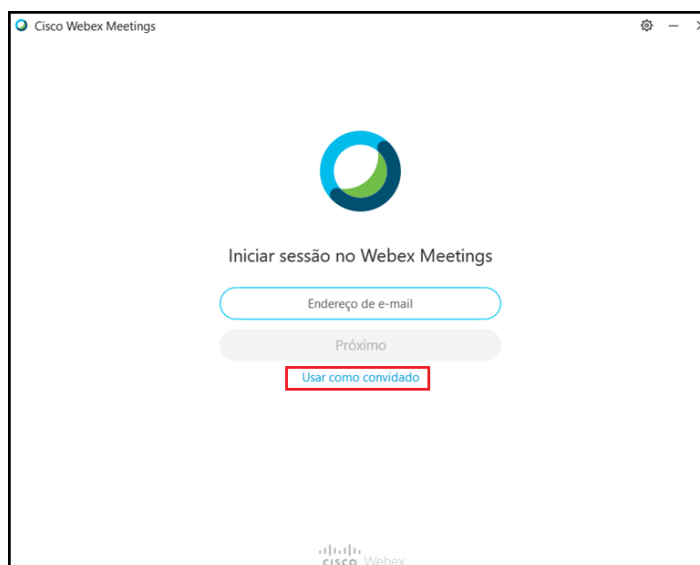 Cisco Webex Meetings
Iniciar sessão no Webex Meetings
Endereço de e-mail
Próximo
Usar como convidado
cisco Webex